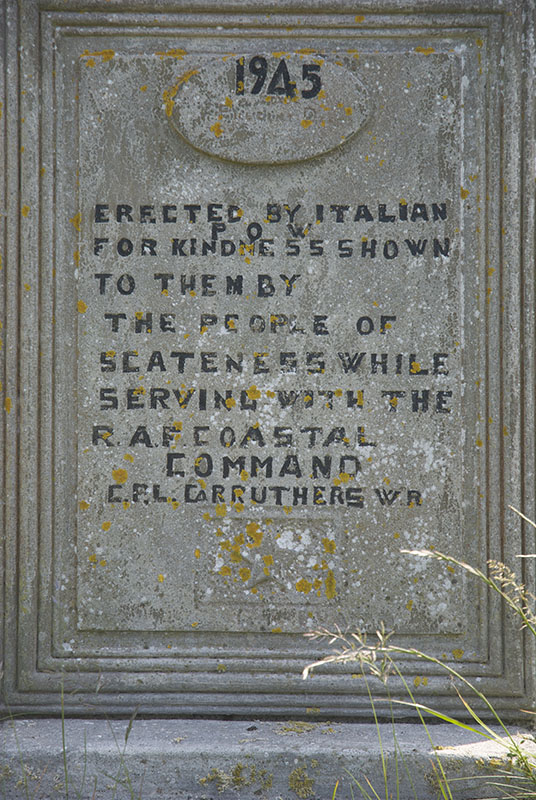 1945
ERECTED BY ITALIAN
P.O.W.
FOR KINDNESS SHOWN
TO THEM BY
THE PEOPLE OF
SCATENESS WHILE
SERVING WITH THE
R.A.F. COASTAL
COMMAND
C.P.L. CARRUTHERS W.R